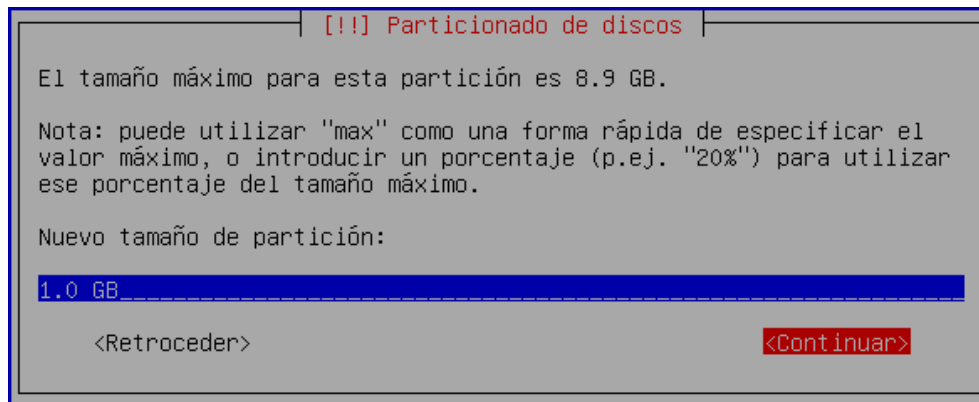 [!!] Particionado de discos
El tamaño máximo para esta partición es 8.9 GB.
Nota: puede utilizar "max" como una forma rápida de especificar el
valor máximo, o introducir un porcentaje (p.ej. "20%") para utilizar
ese porcentaje del tamaño máximo.
Nuevo tamaño de partición:
1.0 GB_______________________________________________________________
<Retroceder> <Continuar>